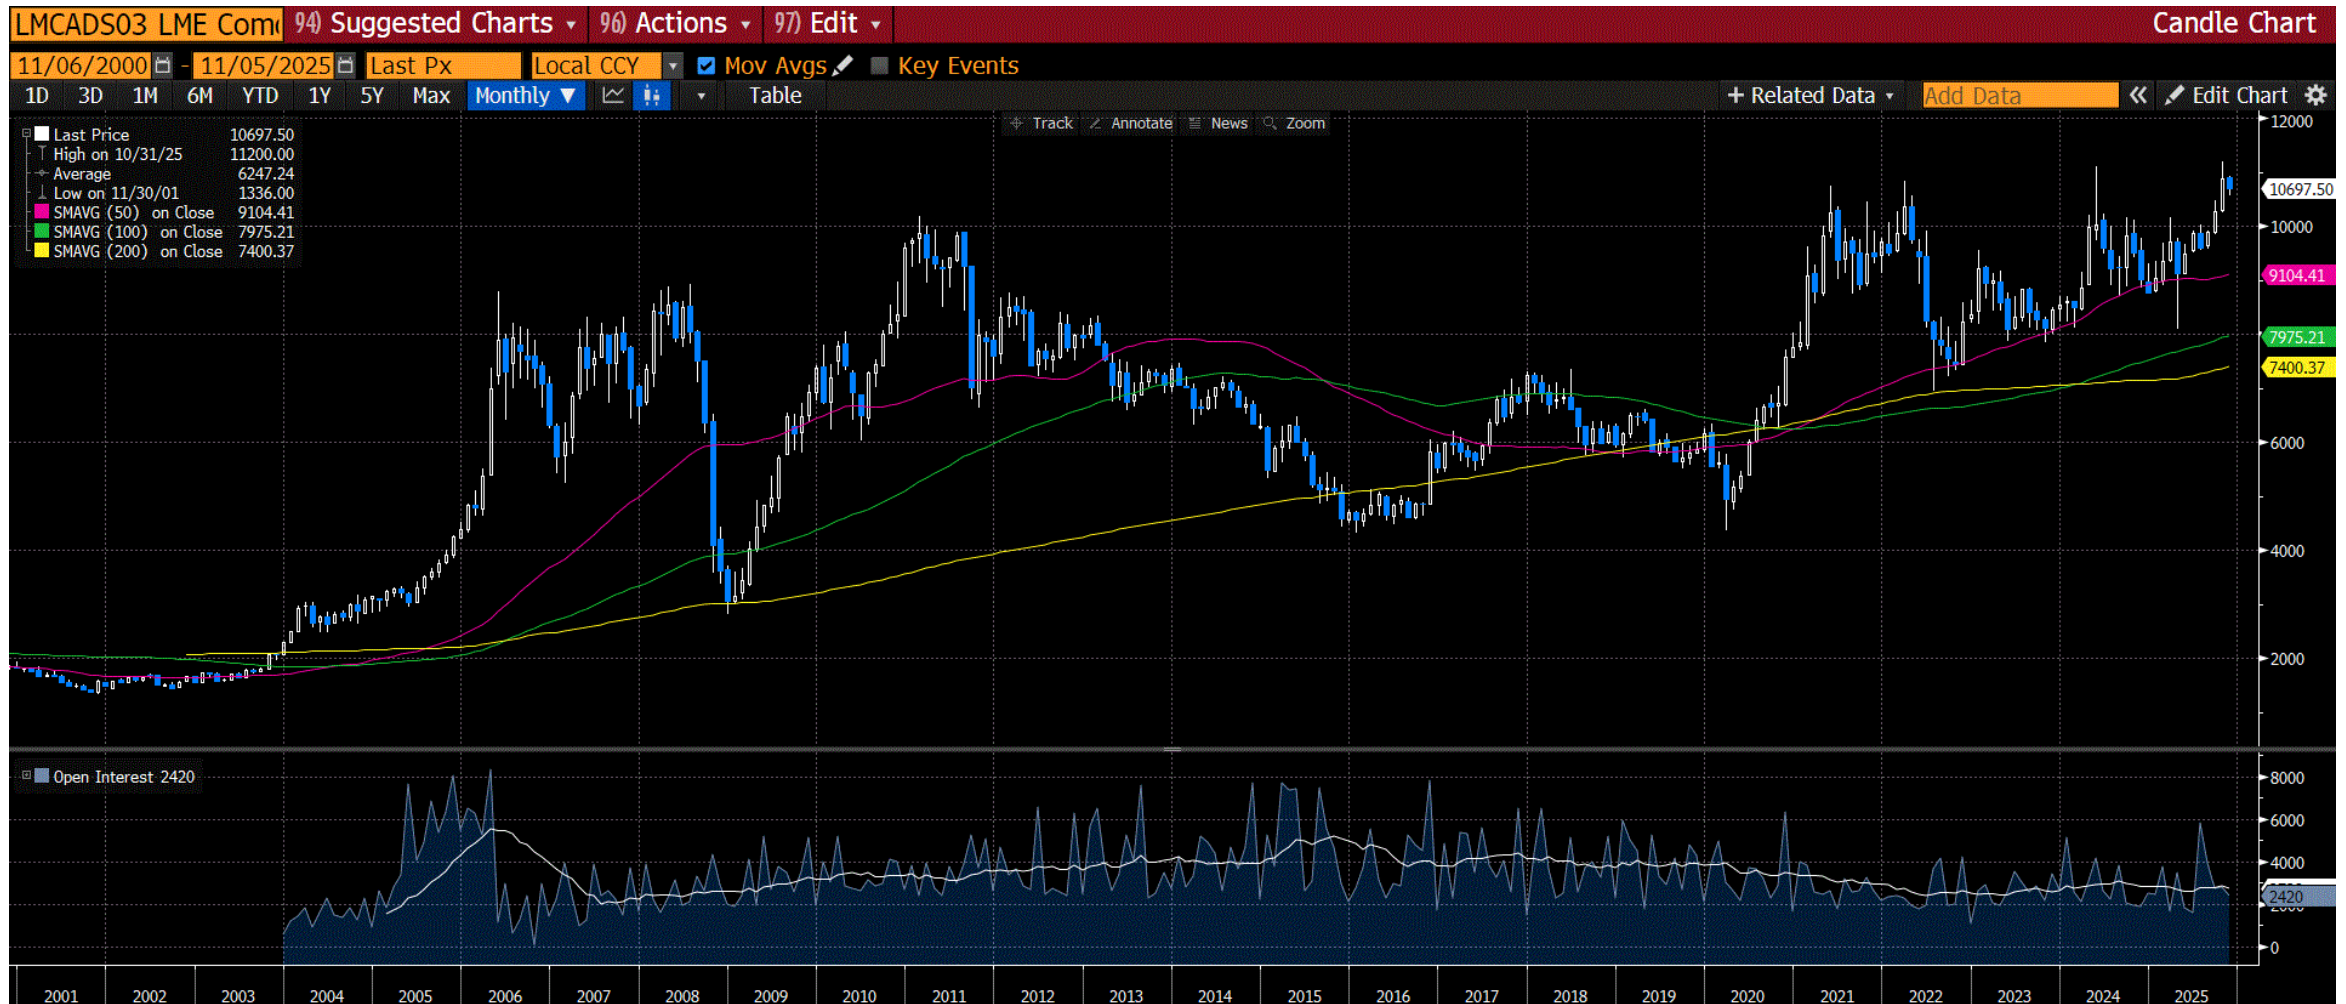 LMCADS03 LME Com 94) Suggested Charts 96) Actions 97) Edit Candle Chart
11/06/2000 - 11/05/2025 Last Px Local CCY Mov Avgs Key Events
1D 3D 1M 6M YTD 1Y 5Y Max Monthly ▼ Table + Related Data Add Data « Edit Chart
Track Annotate News Zoom
Last Price 10697.50
High on 10/31/25 11200.00
Average 6247.24
Low on 11/30/01 1336.00
SMAVG (50) on Close 9104.41
SMAVG (100) on Close 7975.21
SMAVG (200) on Close 7400.37
12000
10697.50
10000
9104.41
7975.21
7400.37
6000
4000
2000
Open Interest 2420
8000
6000
4000
2420
2000
0
2001 2002 2003 2004 2005 2006 2007 2008 2009 2010 2011 2012 2013 2014 2015 2016 2017 2018 2019 2020 2021 2022 2023 2024 2025